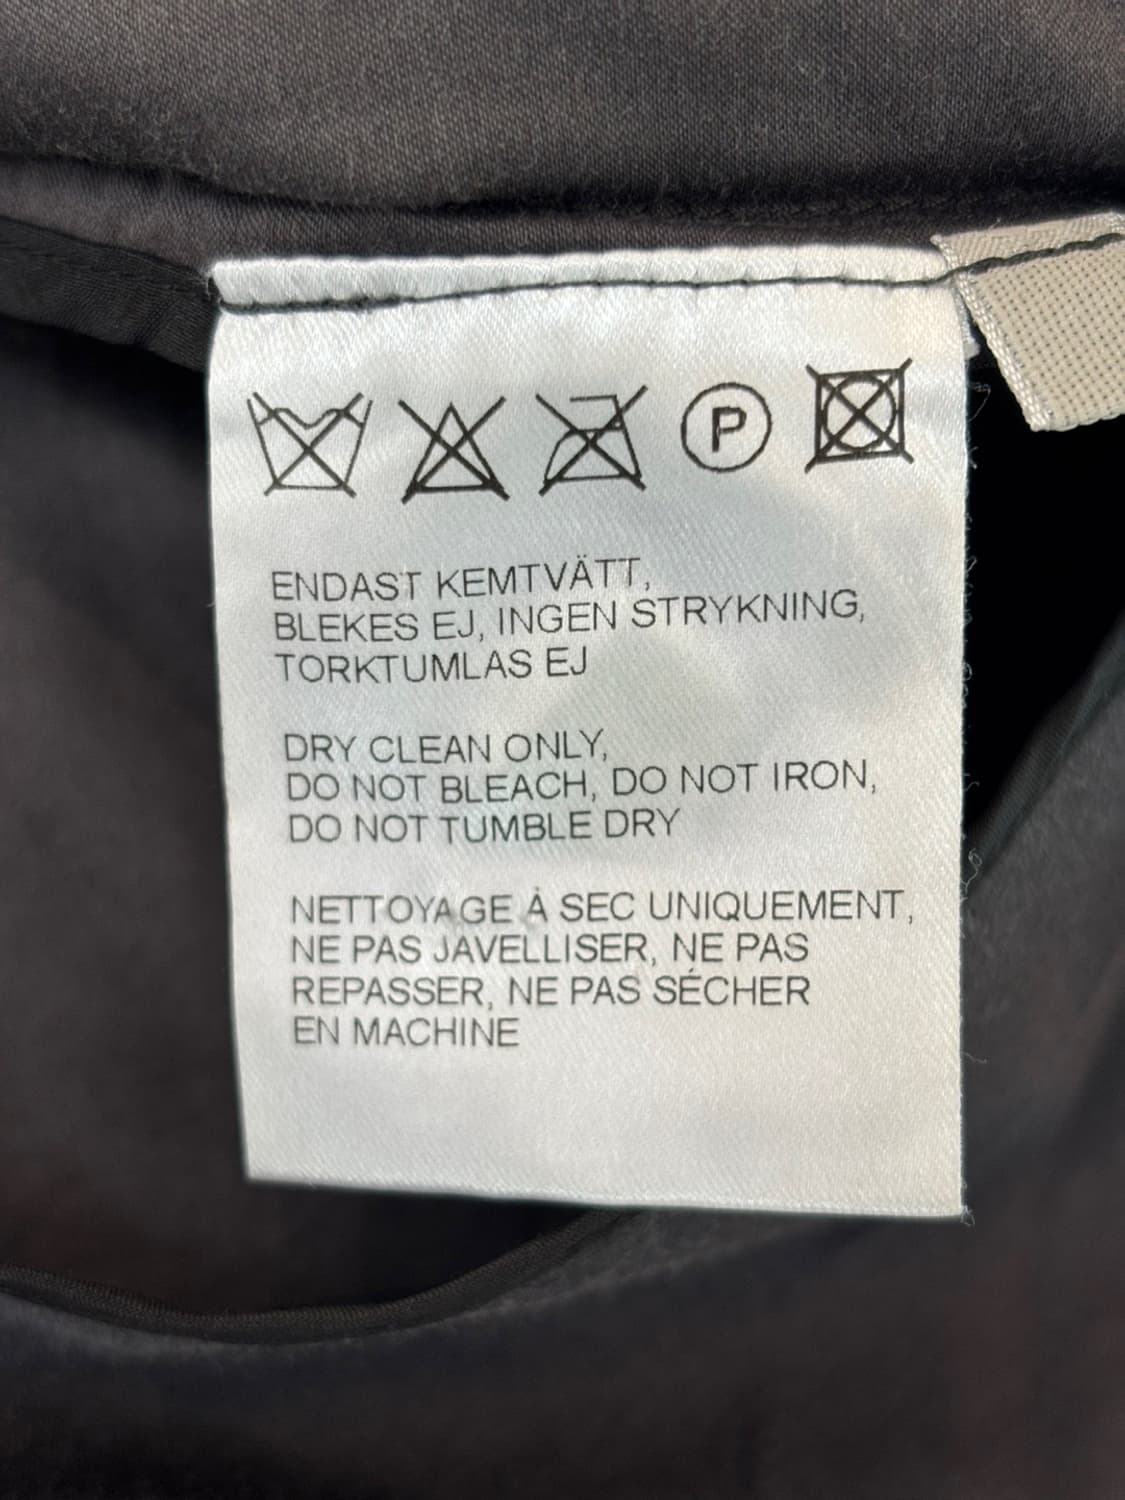 P
ENDAST KEMTVÄTT,
BLEKES EJ, INGEN STRYKNING,
TORKTUMLAS EJ
DRY CLEAN ONLY,
DO NOT BLEACH, DO NOT IRON,
DO NOT TUMBLE DRY
NETTOYAGE À SEC UNIQUEMENT,
NE PAS JAVELLISER, NE PAS
REPASSER, NE PAS SÉCHER
EN MACHINE